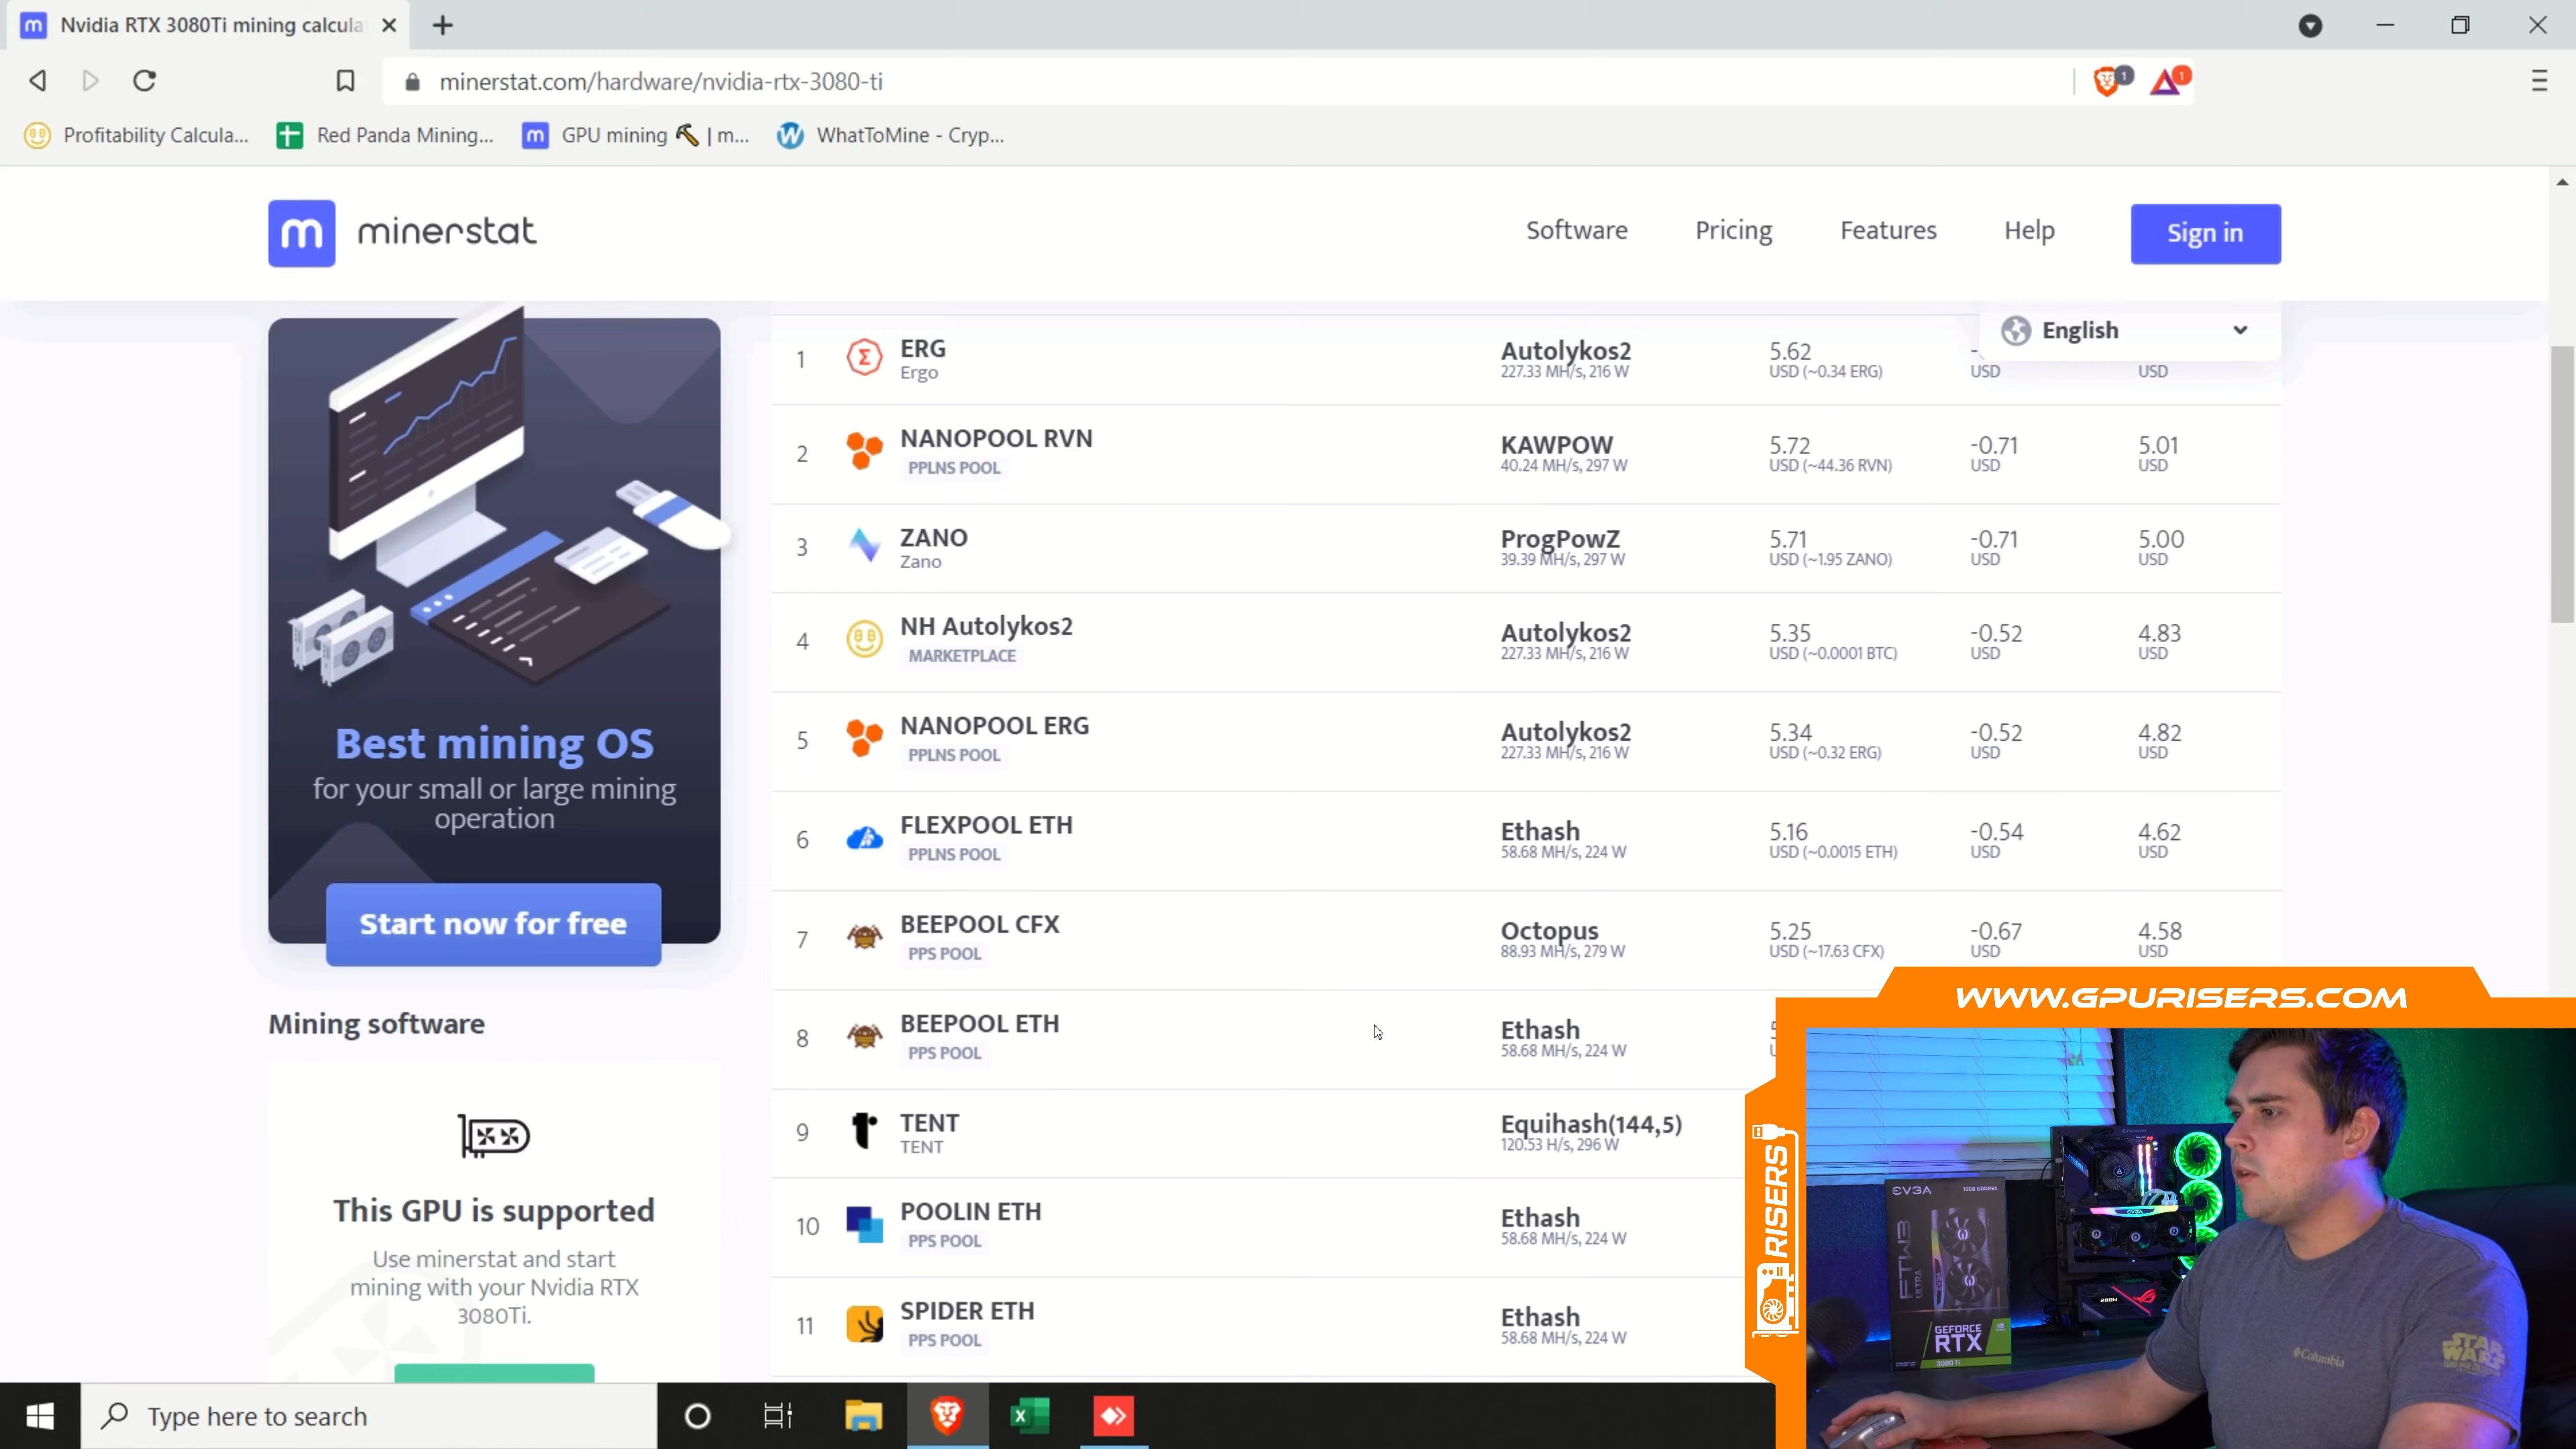 Nvidia RTX 3080Ti mining calcula
minerstat.com/hardware/nvidia-rtx-3080-ti
1
1
Profitability Calcula...
Red Panda Mining...
GPU mining ⛏ | m...
WhatToMine - Cryp...
minerstat
Software
Pricing
Features
Help
Sign in
English
1
ERG
Ergo
Autolykos2
227.33 MH/s, 216 W
5.62
USD (~0.34 ERG)
USD
USD
2
NANOPOOL RVN
PPLNS POOL
KAWPOW
40.24 MH/s, 297 W
5.72
USD (~44.36 RVN)
-0.71
USD
5.01
USD
3
ZANO
Zano
ProgPowZ
39.39 MH/s, 297 W
5.71
USD (~1.95 ZANO)
-0.71
USD
5.00
USD
4
NH Autolykos2
MARKETPLACE
Autolykos2
227.33 MH/s, 216 W
5.35
USD (~0.0001 BTC)
-0.52
USD
4.83
USD
5
NANOPOOL ERG
PPLNS POOL
Autolykos2
227.33 MH/s, 216 W
5.34
USD (~0.32 ERG)
-0.52
USD
4.82
USD
6
FLEXPOOL ETH
PPLNS POOL
Ethash
58.68 MH/s, 224 W
5.16
USD (~0.0015 ETH)
-0.54
USD
4.62
USD
7
BEEPOOL CFX
PPS POOL
Octopus
88.93 MH/s, 279 W
5.25
USD (~17.63 CFX)
-0.67
USD
4.58
USD
8
BEEPOOL ETH
PPS POOL
Ethash
58.68 MH/s, 224 W
9
TENT
TENT
Equihash(144,5)
120.53 H/s, 296 W
10
POOLIN ETH
PPS POOL
Ethash
58.68 MH/s, 224 W
11
SPIDER ETH
PPS POOL
Ethash
58.68 MH/s, 224 W
Best mining OS
for your small or large mining
operation
Start now for free
Mining software
This GPU is supported
Use minerstat and start
mining with your Nvidia RTX
3080Ti.
WWW.GPURISERS.COM
RISERS
EVGA
FTW3
ULTRA
GEFORCE
RTX
3080 Ti
Columbia
STAR
WARS
Type here to search